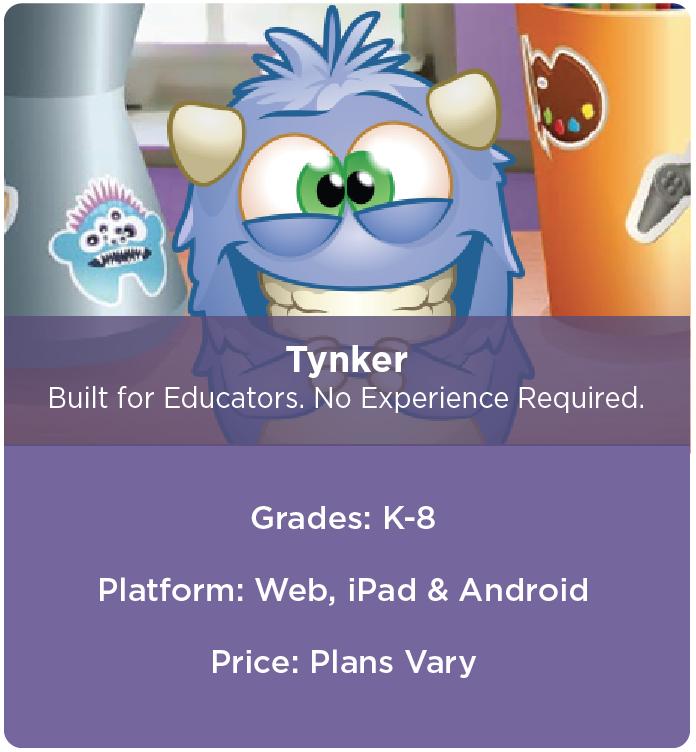 Tynker
Built for Educators. No Experience Required.
Grades: K-8
Platform: Web, iPad & Android
Price: Plans Vary